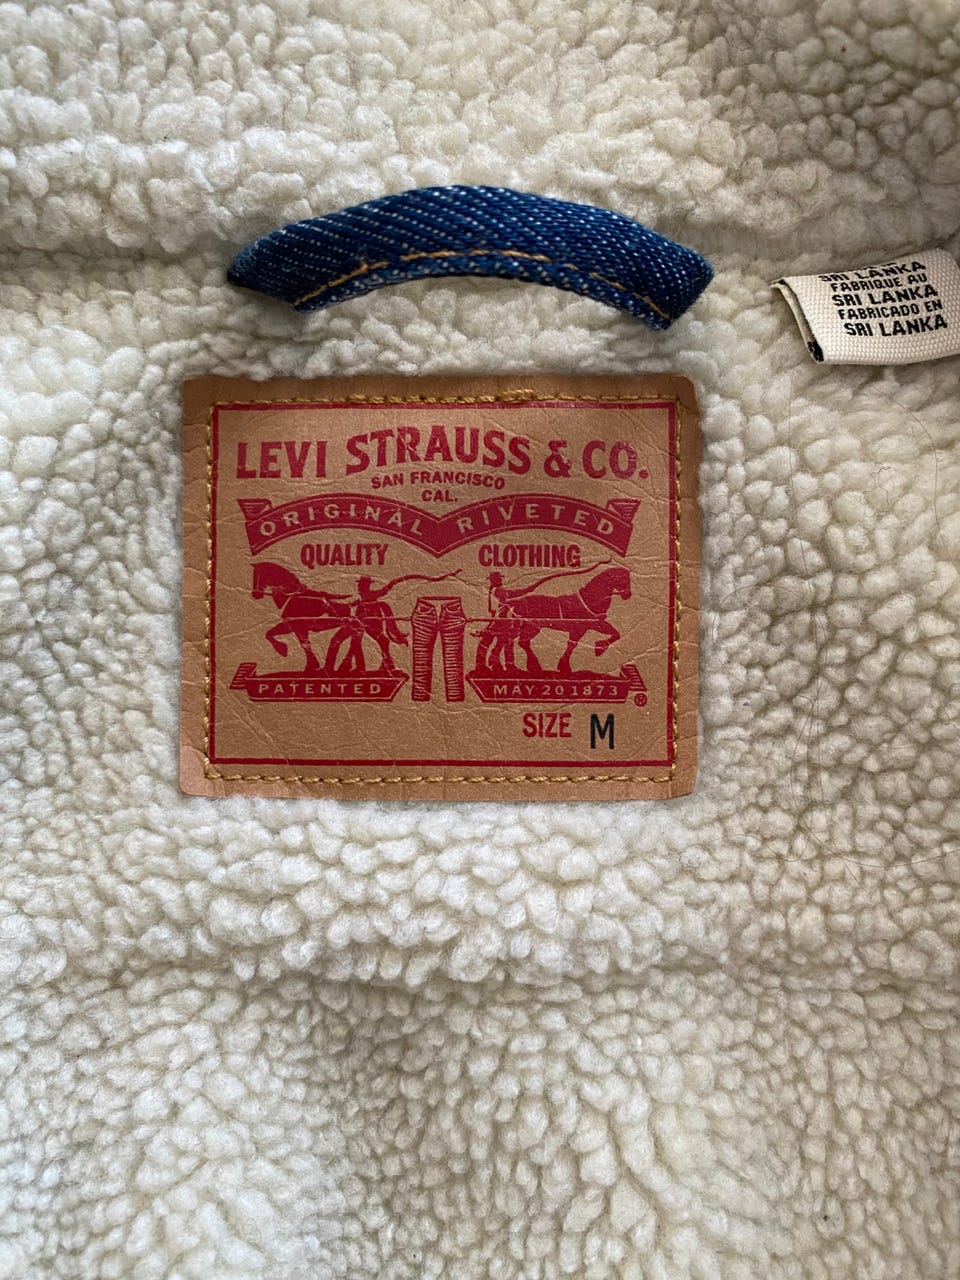 SRI LANKA
FABRIQUE AU
SRI LANKA
FABRICADO EN
SRI LANKA
LEVI STRAUSS & CO.
SAN FRANCISCO
CAL.
ORIGINAL RIVETED
QUALITY CLOTHING
PATENTED MAY 20 1873 ®
SIZE M